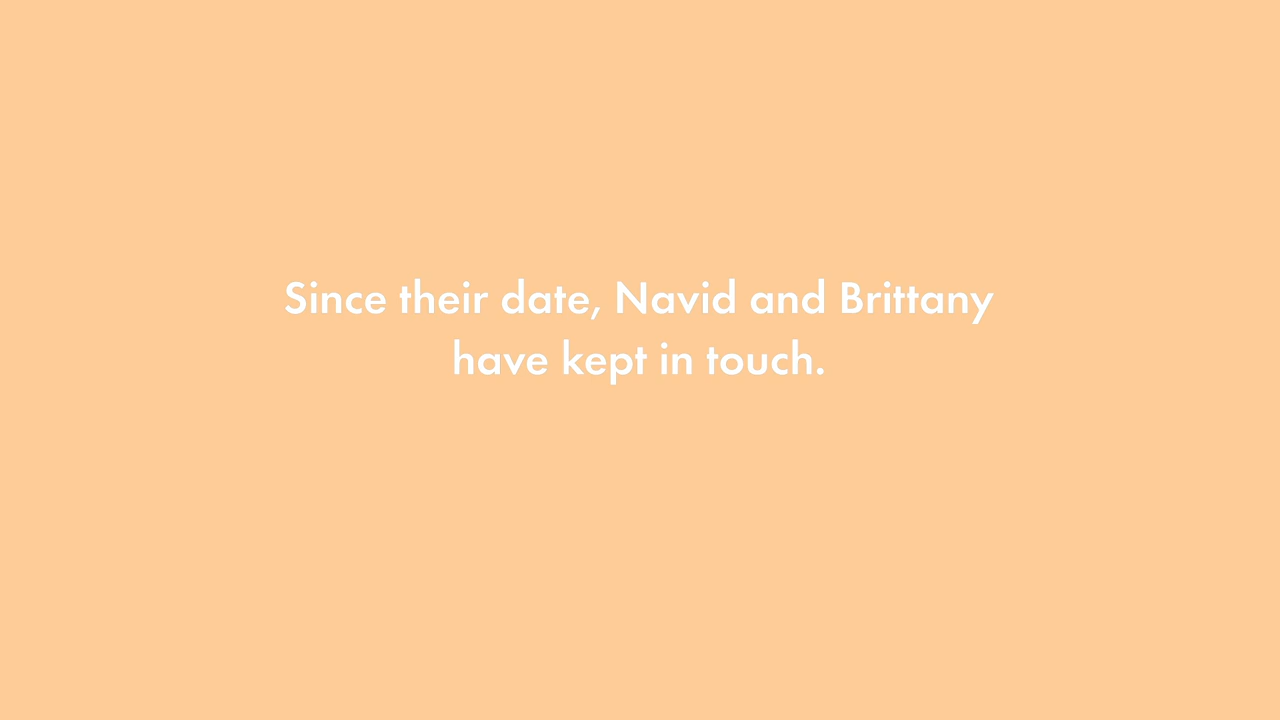 Since their date, Navid and Brittany
have kept in touch.